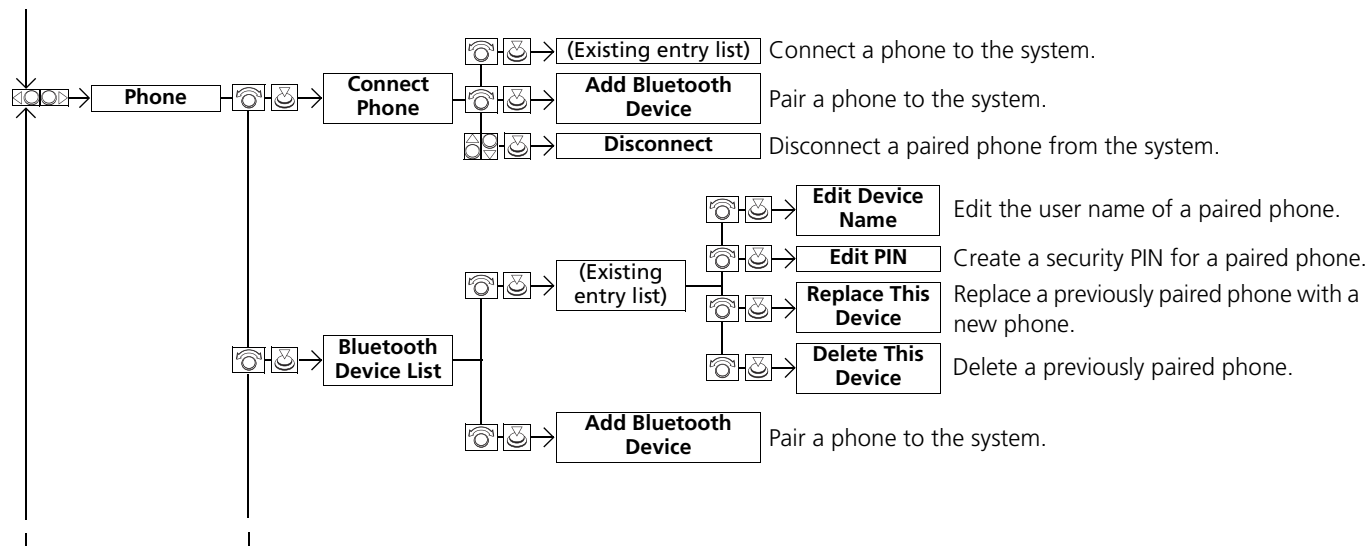 (Existing entry list) Connect a phone to the system.
Phone
Connect
Phone
Add Bluetooth
Device
Pair a phone to the system.
Disconnect
Disconnect a paired phone from the system.
Edit Device
Name
Edit the user name of a paired phone.
(Existing
entry list)
Edit PIN
Create a security PIN for a paired phone.
Replace This
Device
Replace a previously paired phone with a
new phone.
Bluetooth
Device List
Delete This
Device
Delete a previously paired phone.
Add Bluetooth
Device
Pair a phone to the system.